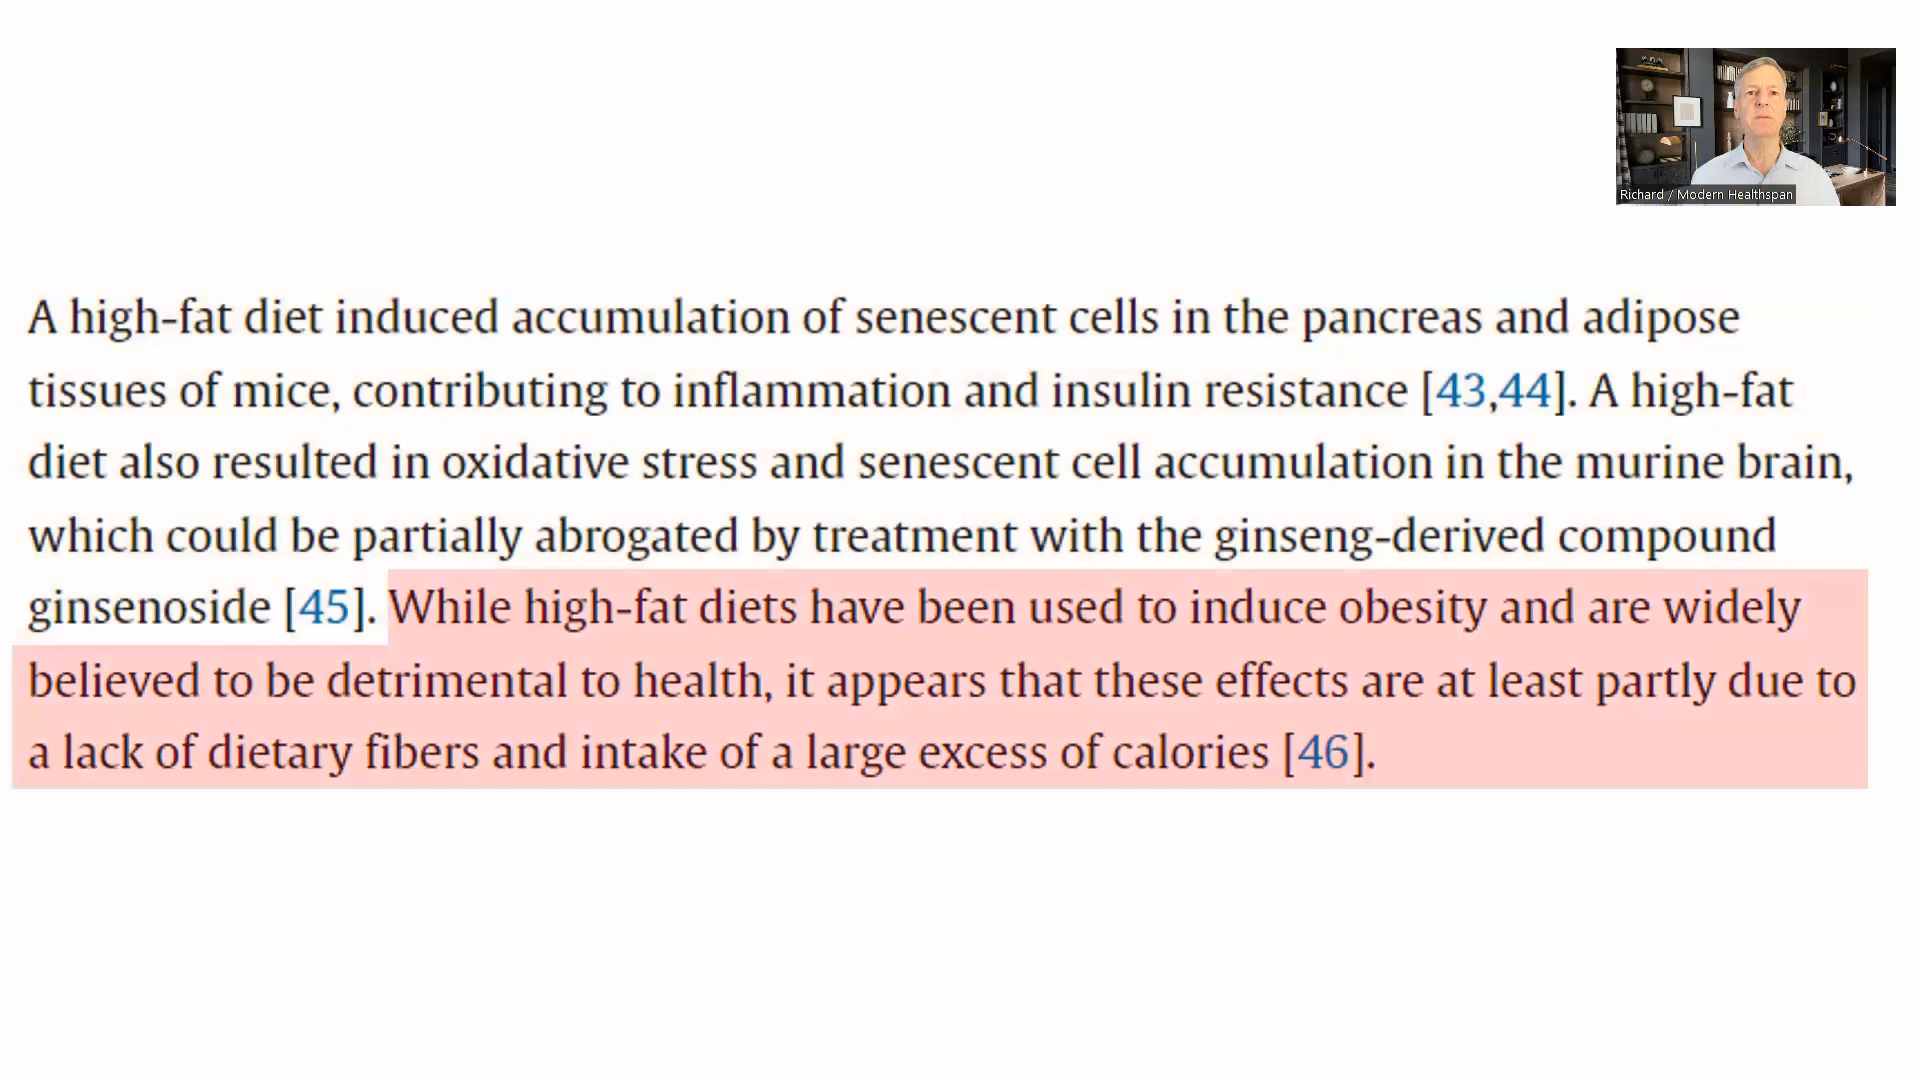 Richard / Modern Healthspan
A high-fat diet induced accumulation of senescent cells in the pancreas and adipose
tissues of mice, contributing to inflammation and insulin resistance [43,44]. A high-fat
diet also resulted in oxidative stress and senescent cell accumulation in the murine brain,
which could be partially abrogated by treatment with the ginseng-derived compound
ginsenoside [45]. While high-fat diets have been used to induce obesity and are widely
believed to be detrimental to health, it appears that these effects are at least partly due to
a lack of dietary fibers and intake of a large excess of calories [46].